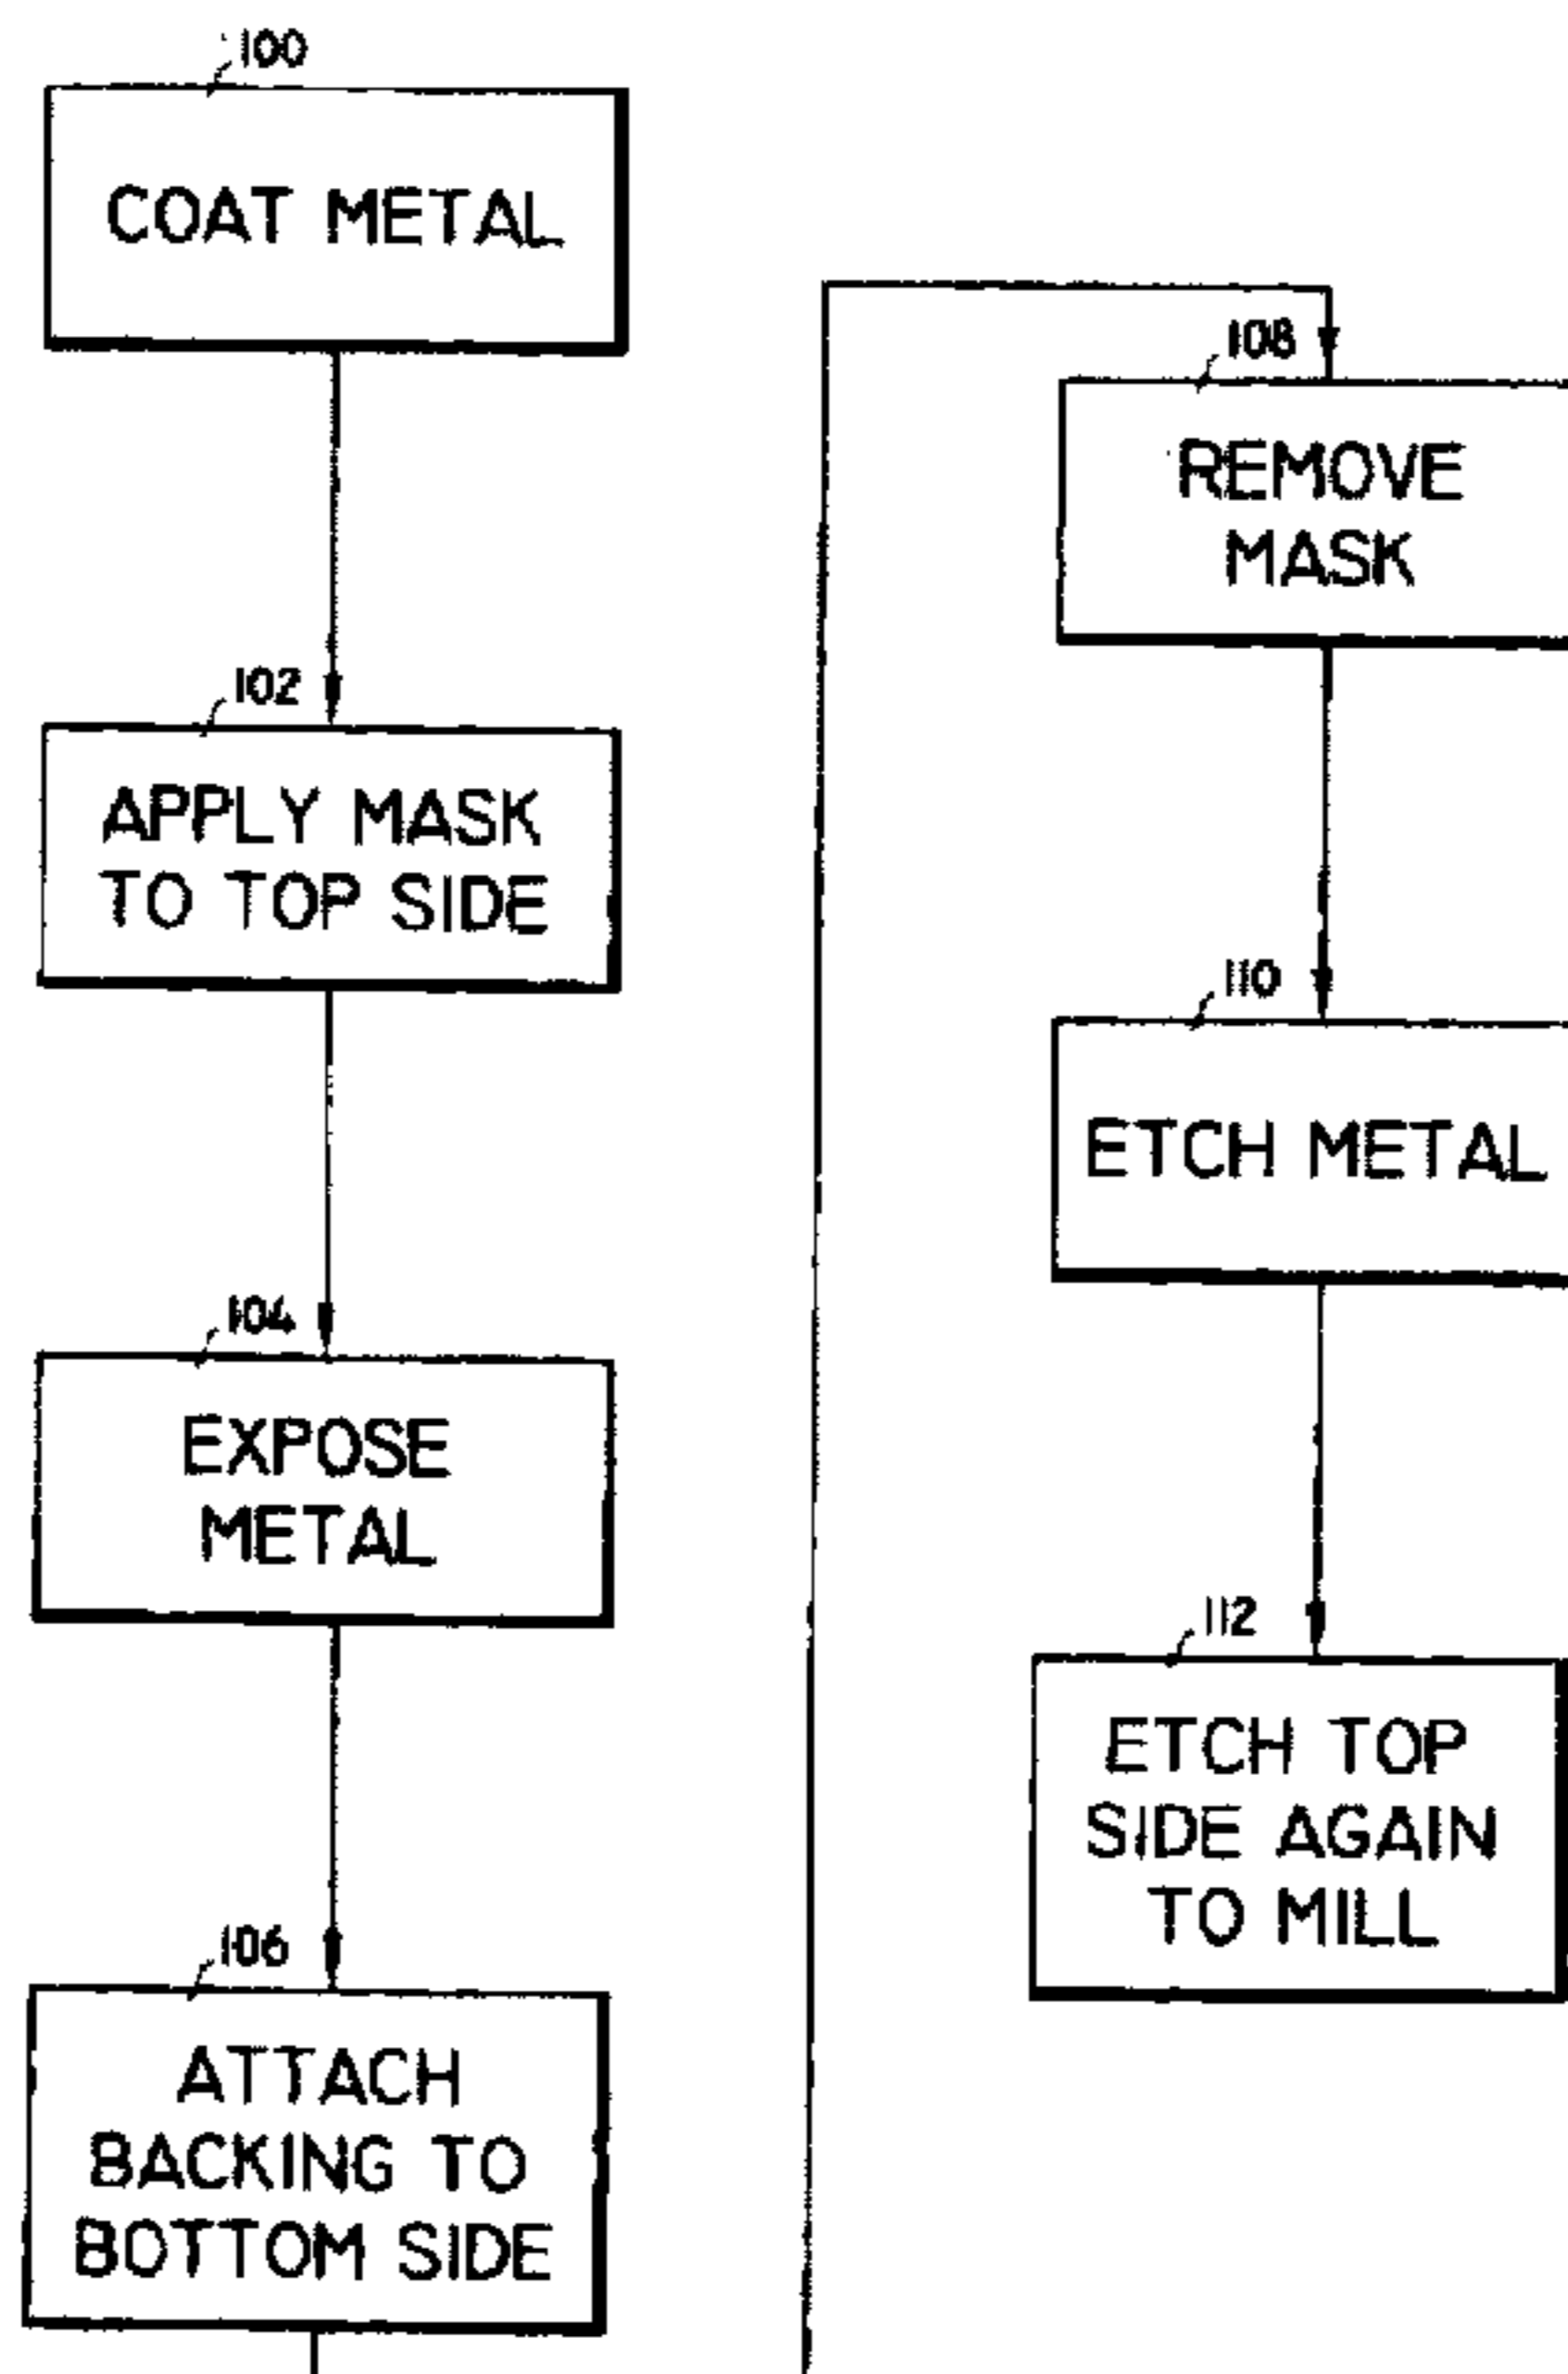 100
COAT METAL
102
APPLY MASK
TO TOP SIDE
104
EXPOSE
METAL
106
ATTACH
BACKING TO
BOTTOM SIDE
108
REMOVE
MASK
110
ETCH METAL
112
ETCH TOP
SIDE AGAIN
TO MILL